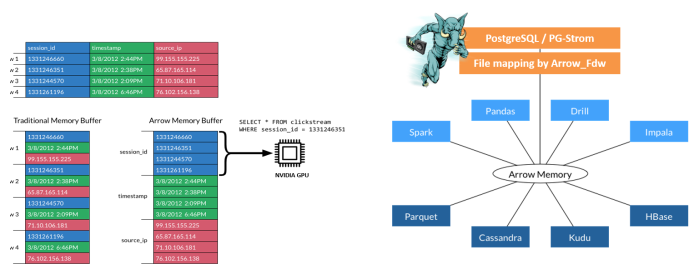 session_id timestamp source_ip
w 1 1331246660 3/8/2012 2:44PM 99.155.155.225
w 2 1331246351 3/8/2012 2:38PM 65.87.165.114
w 3 1331244570 3/8/2012 2:09PM 71.10.106.181
w 4 1331261196 3/8/2012 6:46PM 76.102.156.138
Traditional Memory Buffer
w 1
1331246660
3/8/2012 2:44PM
99.155.155.225
w 2
1331246351
3/8/2012 2:38PM
65.87.165.114
w 3
1331244570
3/8/2012 2:09PM
71.10.106.181
w 4
1331261196
3/8/2012 6:46PM
76.102.156.138
Arrow Memory Buffer
session_id
1331246660
1331246351
1331244570
1331261196
timestamp
3/8/2012 2:44PM
3/8/2012 2:38PM
3/8/2012 2:09PM
3/8/2012 6:46PM
source_ip
99.155.155.225
65.87.165.114
71.10.106.181
76.102.156.138
SELECT * FROM clickstream
WHERE session_id = 1331246351
NVIDIA GPU
PostgreSQL / PG-Strom
File mapping by Arrow_Fdw
Pandas
Drill
Spark
Impala
Arrow Memory
Parquet
HBase
Cassandra
Kudu